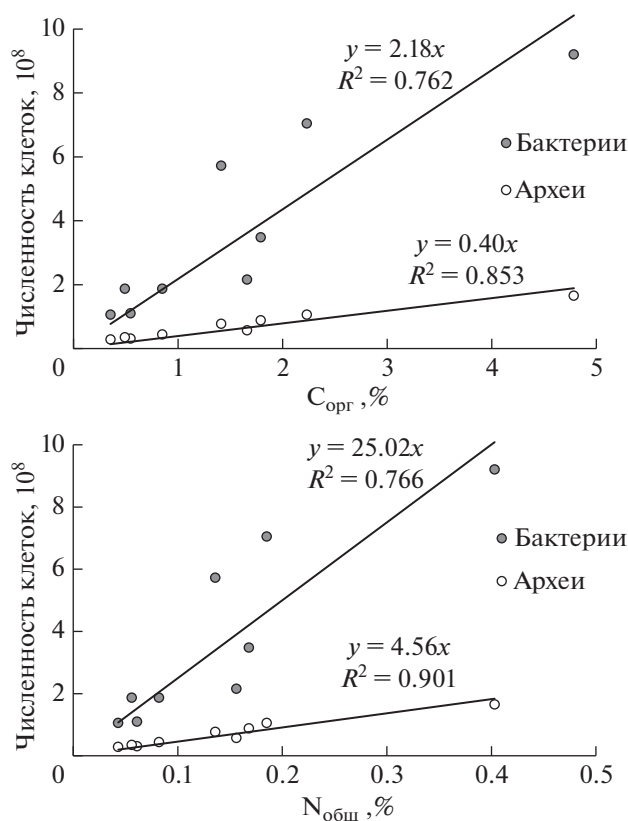 10
8
6
4
2
0
Численность клеток, 10⁸
y = 2.18x
R² = 0.762
Бактерии
Археи
y = 0.40x
R² = 0.853
1 2 3 4 5
Cорг ,%
10
8
6
4
2
0
Численность клеток, 10⁸
y = 25.02x
R² = 0.766
Бактерии
Археи
y = 4.56x
R² = 0.901
0.1 0.2 0.3 0.4 0.5
Nобщ ,%